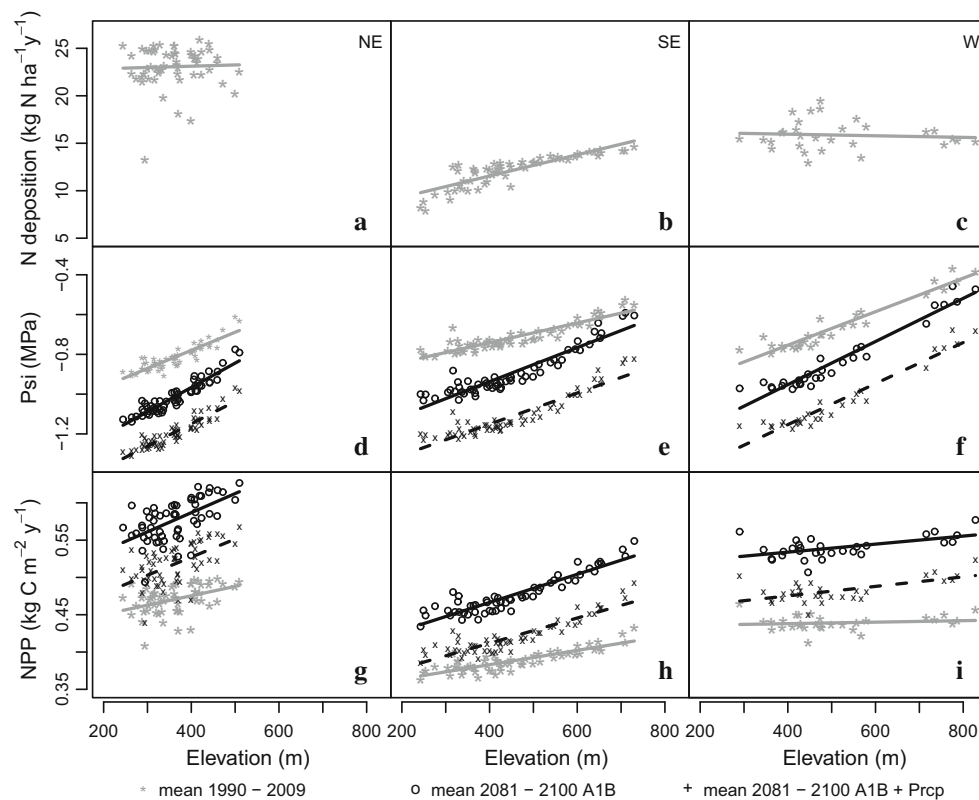 NE
SE
W
N deposition (kg N ha⁻¹y⁻¹)
25
20
15
10
5
a
b
c
Psi (MPa)
−0.4
−0.8
−1.2
d
e
f
NPP (kg C m⁻² y⁻¹)
0.55
0.45
0.35
g
h
i
200 400 600 800
200 400 600 800
200 400 600 800
Elevation (m)
Elevation (m)
Elevation (m)
* mean 1990 − 2009
o mean 2081 − 2100 A1B
+ mean 2081 − 2100 A1B + Prcp